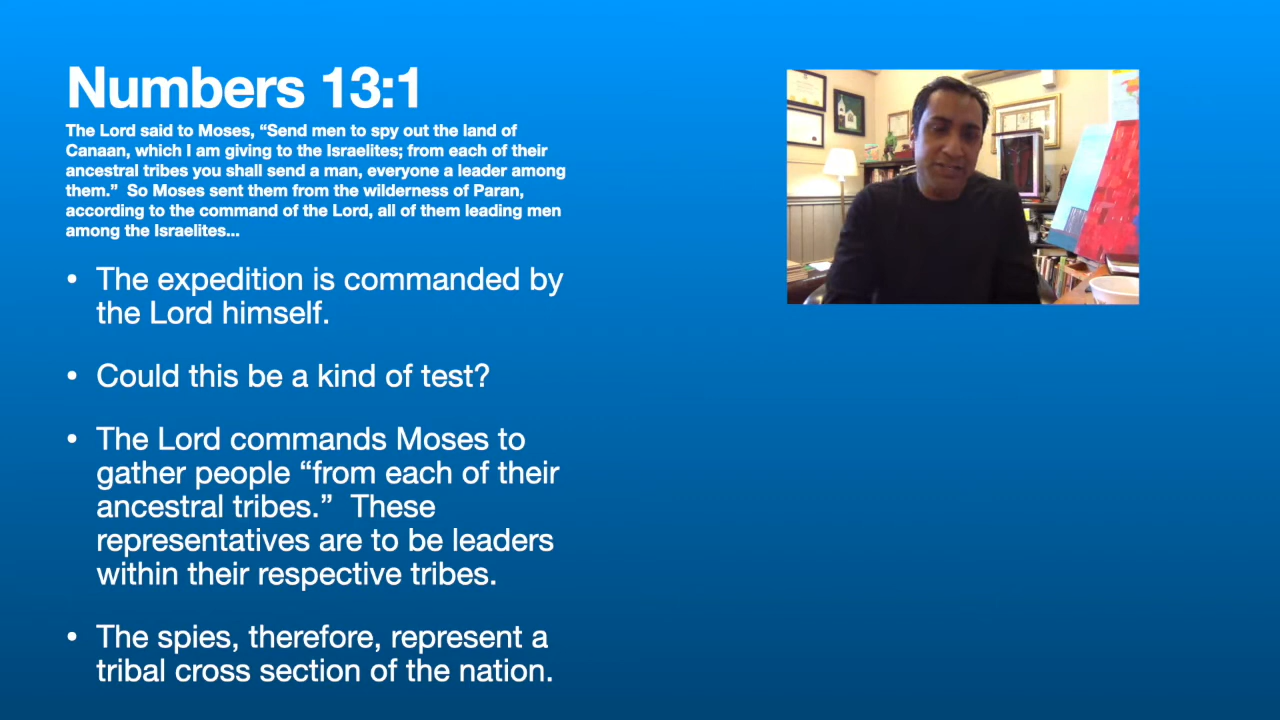 Numbers 13:1
The Lord said to Moses, “Send men to spy out the land of
Canaan, which I am giving to the Israelites; from each of their
ancestral tribes you shall send a man, everyone a leader among
them.”  So Moses sent them from the wilderness of Paran,
according to the command of the Lord, all of them leading men
among the Israelites...
• The expedition is commanded by
the Lord himself.
• Could this be a kind of test?
• The Lord commands Moses to
gather people “from each of their
ancestral tribes.”  These
representatives are to be leaders
within their respective tribes.
• The spies, therefore, represent a
tribal cross section of the nation.